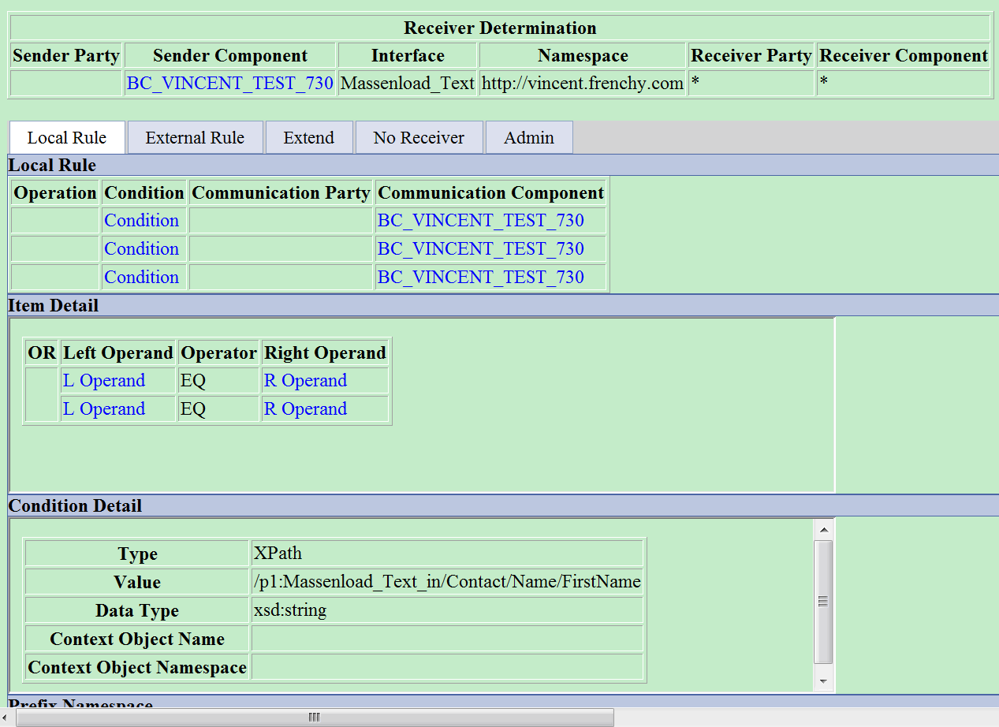 Receiver Determination
Sender Party Sender Component Interface Namespace Receiver Party Receiver Component
BC_VINCENT_TEST_730 Massenload_Text http://vincent.frenchy.com * *
Local Rule External Rule Extend No Receiver Admin
Local Rule
Operation Condition Communication Party Communication Component
Condition BC_VINCENT_TEST_730
Condition BC_VINCENT_TEST_730
Condition BC_VINCENT_TEST_730
Item Detail
OR Left Operand Operator Right Operand
L Operand EQ R Operand
L Operand EQ R Operand
Condition Detail
Type XPath
Value /p1:Massenload_Text_in/Contact/Name/FirstName
Data Type xsd:string
Context Object Name
Context Object Namespace
Prefix Namespace